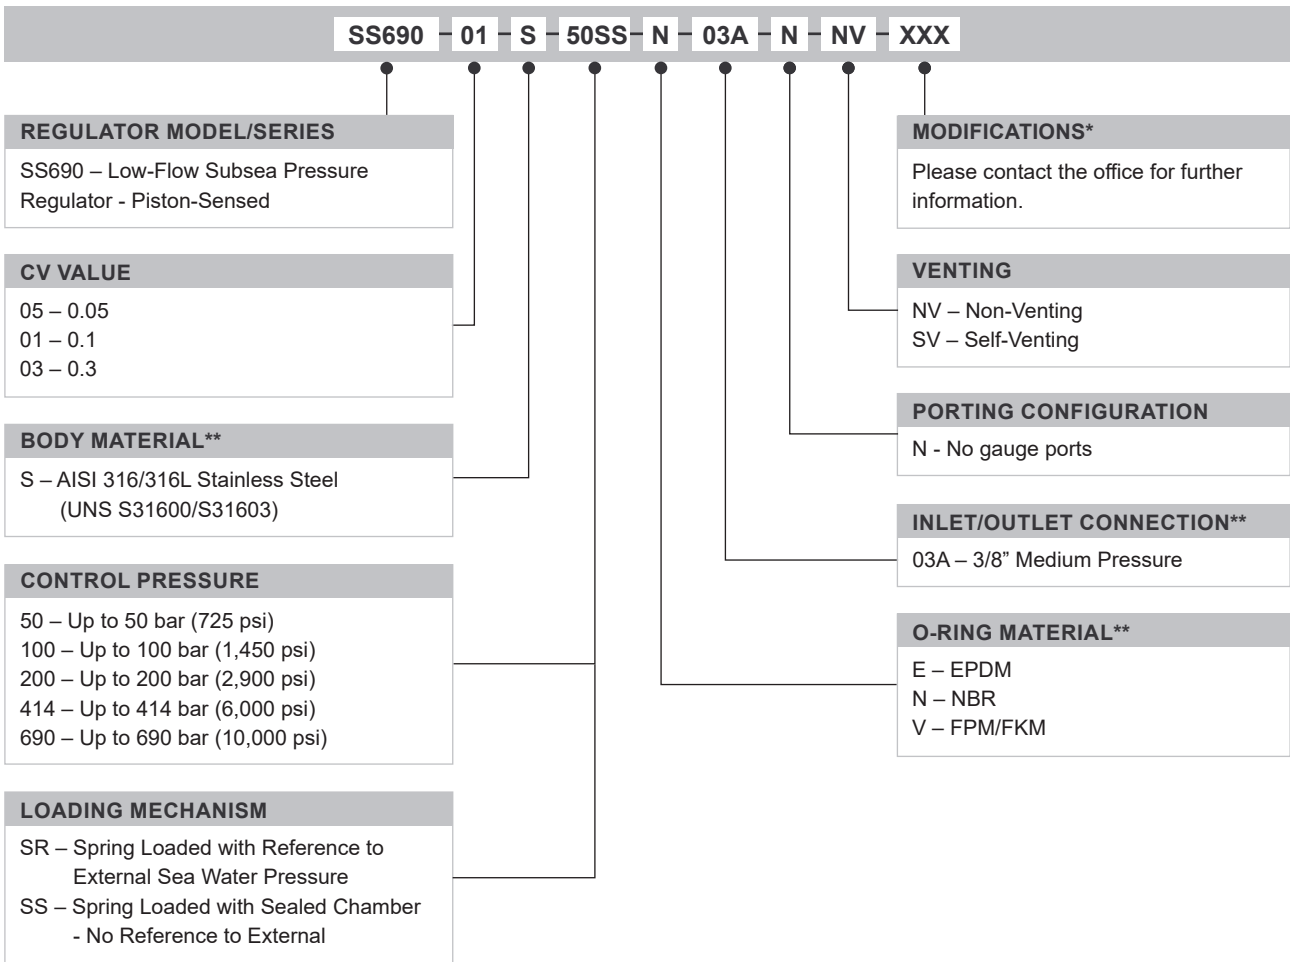 SS690 - 01 - S - 50SS - N - 03A - N - NV - XXX
REGULATOR MODEL/SERIES
SS690 – Low-Flow Subsea Pressure
Regulator - Piston-Sensed
CV VALUE
05 – 0.05
01 – 0.1
03 – 0.3
BODY MATERIAL**
S – AISI 316/316L Stainless Steel
(UNS S31600/S31603)
CONTROL PRESSURE
50 – Up to 50 bar (725 psi)
100 – Up to 100 bar (1,450 psi)
200 – Up to 200 bar (2,900 psi)
414 – Up to 414 bar (6,000 psi)
690 – Up to 690 bar (10,000 psi)
LOADING MECHANISM
SR – Spring Loaded with Reference to
External Sea Water Pressure
SS – Spring Loaded with Sealed Chamber
- No Reference to External
MODIFICATIONS*
Please contact the office for further
information.
VENTING
NV – Non-Venting
SV – Self-Venting
PORTING CONFIGURATION
N - No gauge ports
INLET/OUTLET CONNECTION**
03A – 3/8” Medium Pressure
O-RING MATERIAL**
E – EPDM
N – NBR
V – FPM/FKM